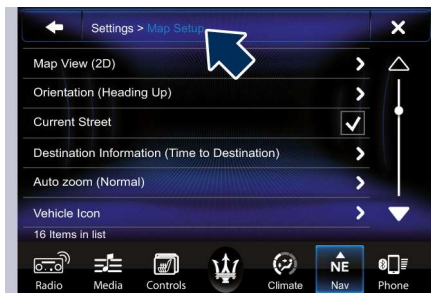 Settings > Map Setup
Map View (2D)
Orientation (Heading Up)
Current Street
Destination Information (Time to Destination)
Auto zoom (Normal)
Vehicle Icon
16 Items in list
NE
Radio Media Controls Climate Nav Phone